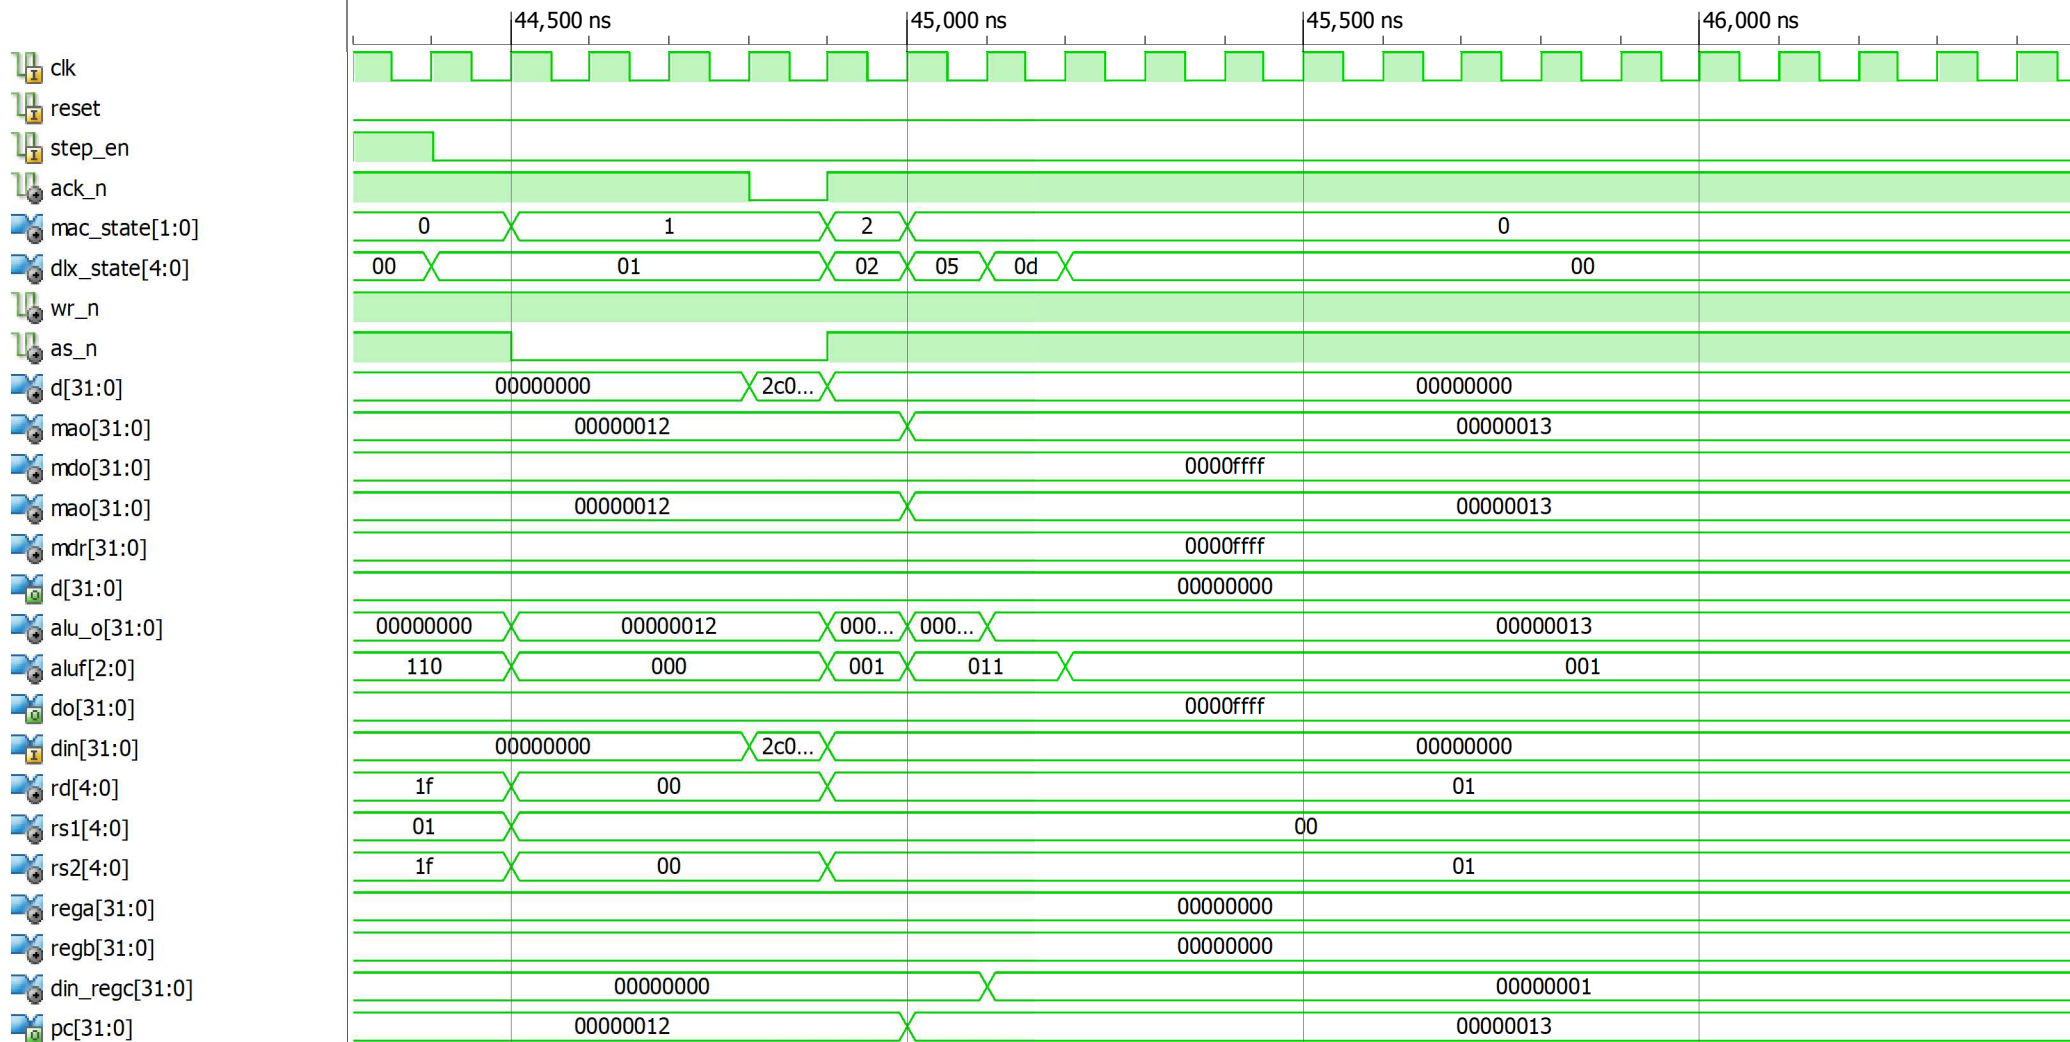 44,500 ns 45,000 ns 45,500 ns 46,000 ns
clk
reset
step_en
ack_n
mac_state[1:0] 0 1 2 0
dlx_state[4:0] 00 01 02 05 0d 00
wr_n
as_n
d[31:0] 00000000 2c0... 00000000
mao[31:0] 00000012 00000013
mdo[31:0] 0000ffff
mao[31:0] 00000012 00000013
mdr[31:0] 0000ffff
d[31:0] 00000000
alu_o[31:0] 00000000 00000012 000... 000... 00000013
aluf[2:0] 110 000 001 011 001
do[31:0] 0000ffff
din[31:0] 00000000 2c0... 00000000
rd[4:0] 1f 00 01
rs1[4:0] 01 00
rs2[4:0] 1f 00 01
rega[31:0] 00000000
regb[31:0] 00000000
din_regc[31:0] 00000000 00000001
pc[31:0] 00000012 00000013